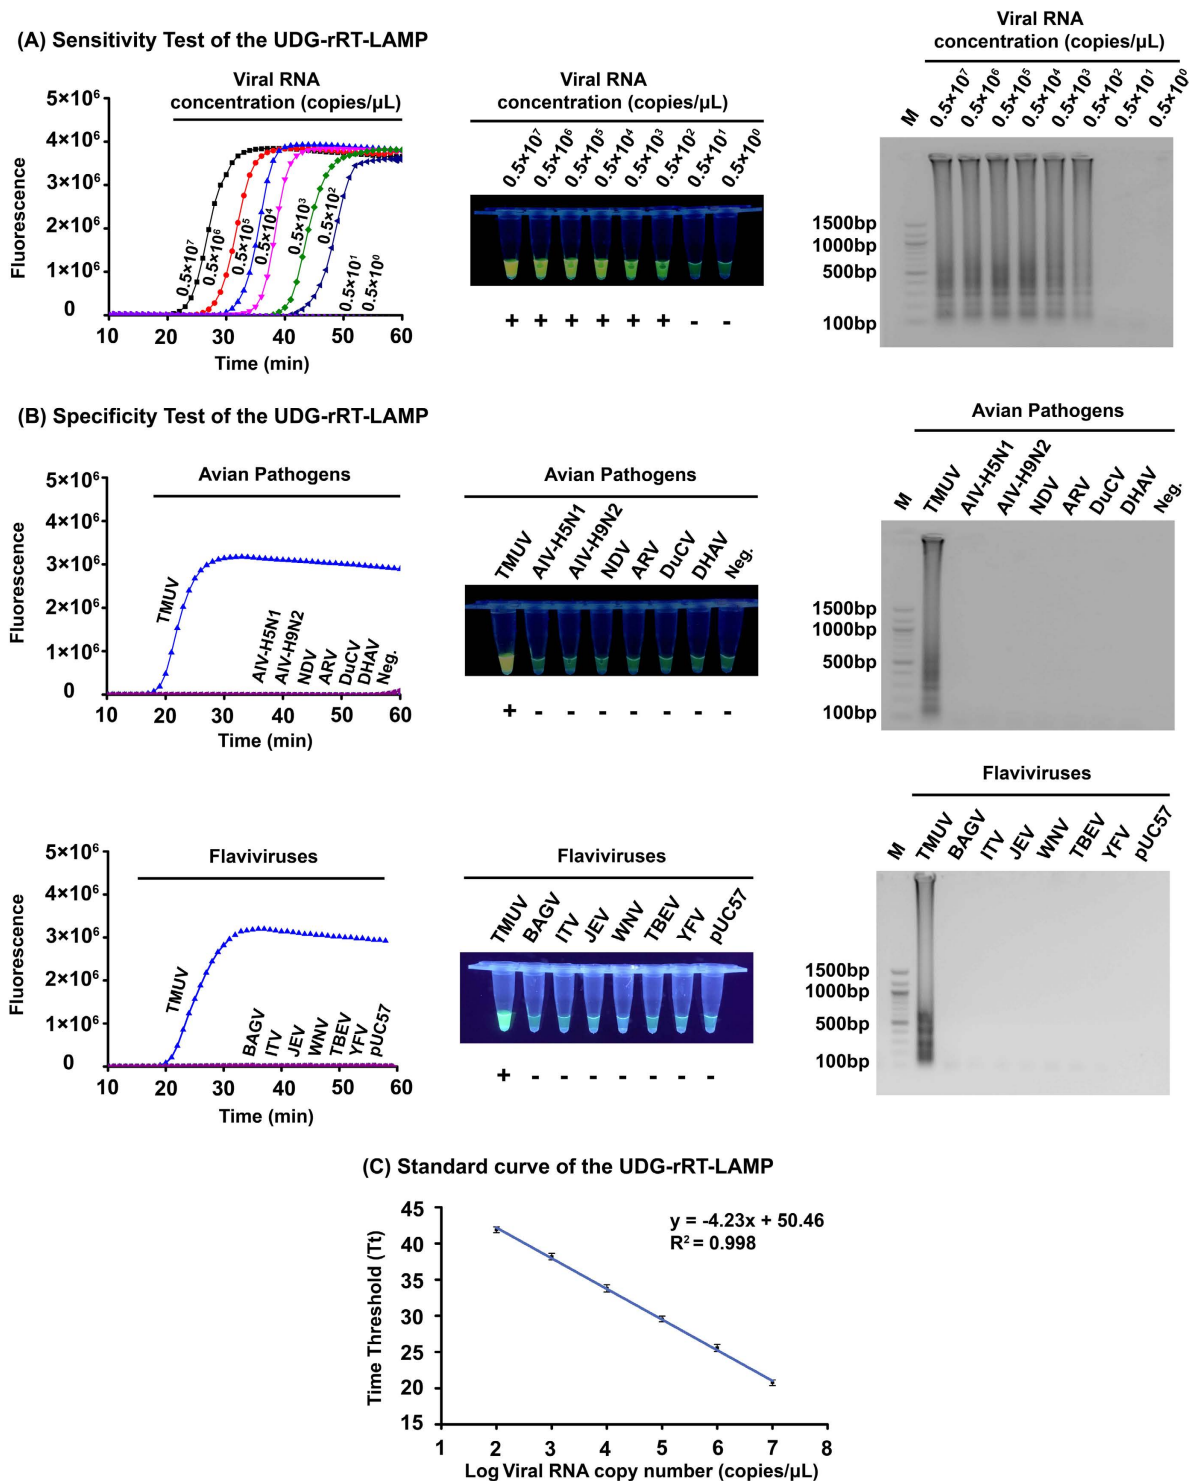 (A) Sensitivity Test of the UDG-rRT-LAMP
Viral RNA
concentration (copies/μL)
Fluorescence
5×10⁶
4×10⁶
3×10⁶
2×10⁶
1×10⁶
0
0.5×10⁷
0.5×10⁶
0.5×10⁵
0.5×10⁴
0.5×10³
0.5×10²
0.5×10¹
0.5×10⁰
10 20 30 40 50 60
Time (min)
Viral RNA
concentration (copies/μL)
0.5×10⁷ 0.5×10⁶ 0.5×10⁵ 0.5×10⁴ 0.5×10³ 0.5×10² 0.5×10¹ 0.5×10⁰
+ + + + + + - -
Viral RNA
concentration (copies/μL)
M 0.5×10⁷ 0.5×10⁶ 0.5×10⁵ 0.5×10⁴ 0.5×10³ 0.5×10² 0.5×10¹ 0.5×10⁰
1500bp
1000bp
500bp
100bp
(B) Specificity Test of the UDG-rRT-LAMP
Avian Pathogens
Fluorescence
5×10⁶
4×10⁶
3×10⁶
2×10⁶
1×10⁶
0
TMUV
AIV-H5N1
AIV-H9N2
NDV
ARV
DuCV
DHAV
Neg.
10 20 30 40 50 60
Time (min)
Avian Pathogens
TMUV AIV-H5N1 AIV-H9N2 NDV ARV DuCV DHAV Neg.
+ - - - - - - -
Avian Pathogens
M TMUV AIV-H5N1 AIV-H9N2 NDV ARV DuCV DHAV Neg.
1500bp
1000bp
500bp
100bp
Flaviviruses
Fluorescence
5×10⁶
4×10⁶
3×10⁶
2×10⁶
1×10⁶
0
TMUV
BAGV
ITV
JEV
WNV
TBEV
YFV
pUC57
10 20 30 40 50 60
Time (min)
Flaviviruses
TMUV BAGV ITV JEV WNV TBEV YFV pUC57
+ - - - - - - -
Flaviviruses
M TMUV BAGV ITV JEV WNV TBEV YFV pUC57
1500bp
1000bp
500bp
100bp
(C) Standard curve of the UDG-rRT-LAMP
Time Threshold (Tt)
45
40
35
30
25
20
15
y = -4.23x + 50.46
R² = 0.998
1 2 3 4 5 6 7 8
Log Viral RNA copy number (copies/μL)